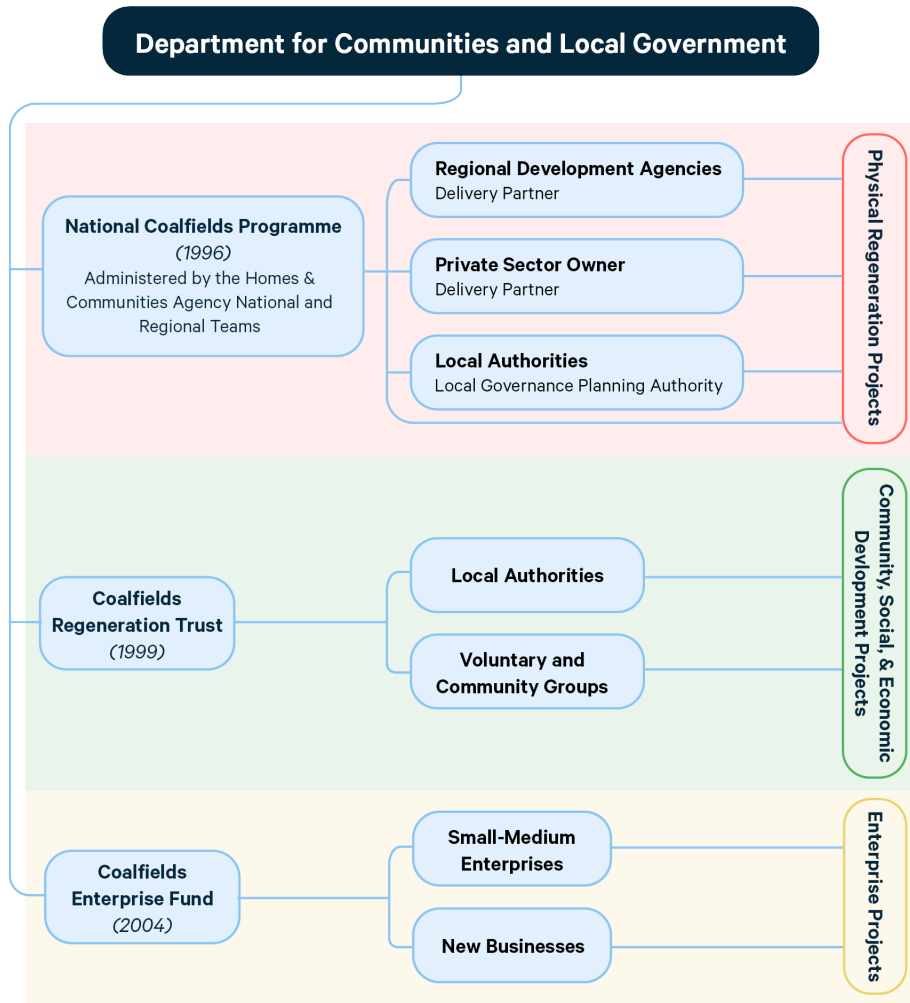 Department for Communities and Local Government
National Coalfields Programme
(1996)
Administered by the Homes &
Communities Agency National and
Regional Teams
Regional Development Agencies
Delivery Partner
Private Sector Owner
Delivery Partner
Local Authorities
Local Governance Planning Authority
Physical Regeneration Projects
Coalfields
Regeneration Trust
(1999)
Local Authorities
Voluntary and
Community Groups
Community, Social, & Economic
Devlopment Projects
Coalfields
Enterprise Fund
(2004)
Small-Medium
Enterprises
New Businesses
Enterprise Projects